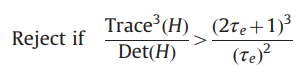 Reject if Trace³(H) / Det(H) > (2τₑ+1)³ / (τₑ)²